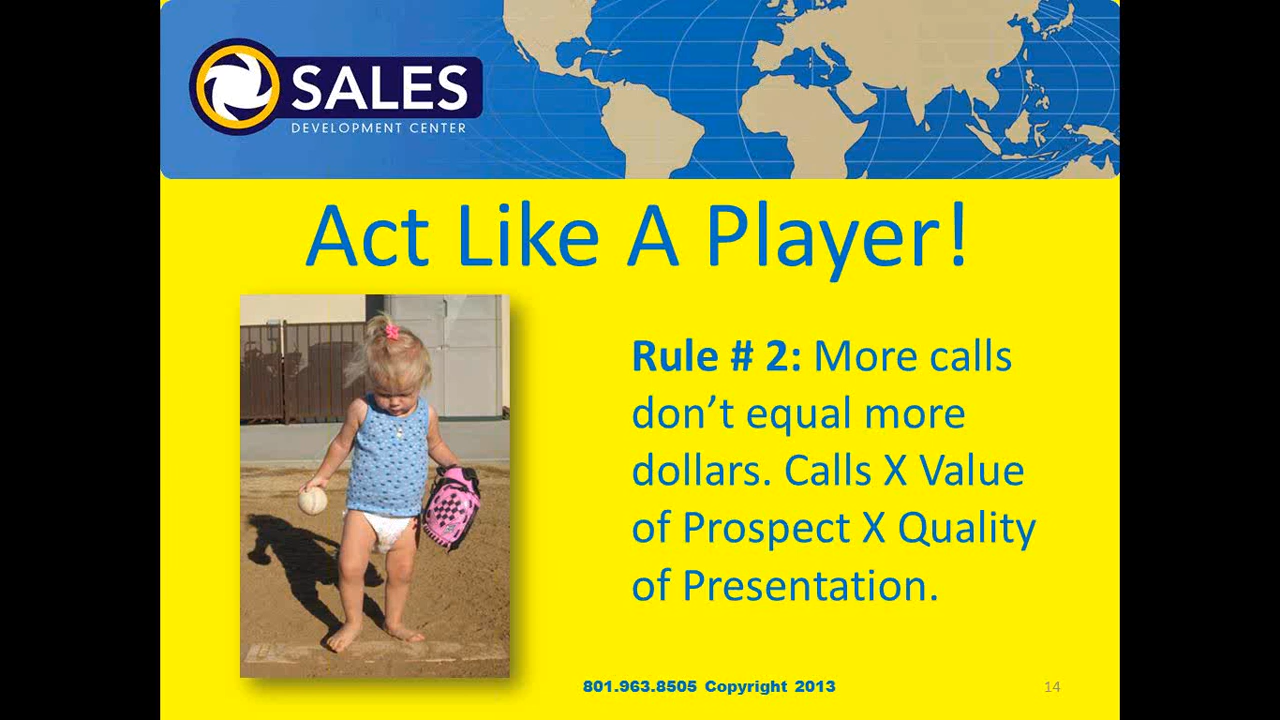 SALES
DEVELOPMENT CENTER
Act Like A Player!
Rule # 2: More calls
don’t equal more
dollars. Calls X Value
of Prospect X Quality
of Presentation.
801.963.8505 Copyright 2013
14